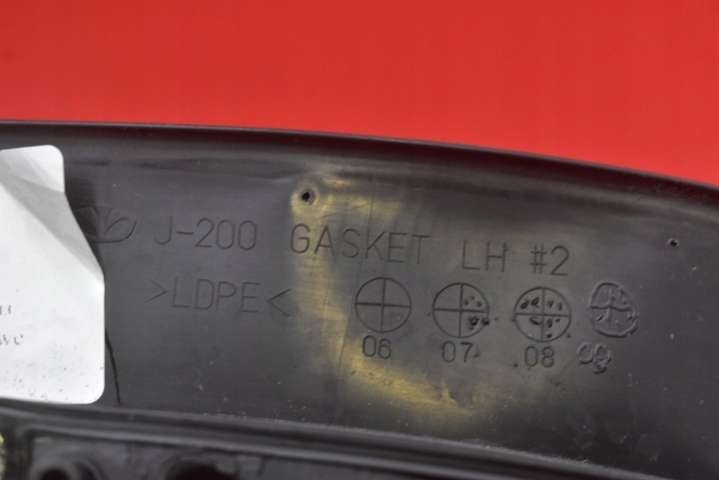 J-200 GASKET LH #2
>LDPE<
06 07 08